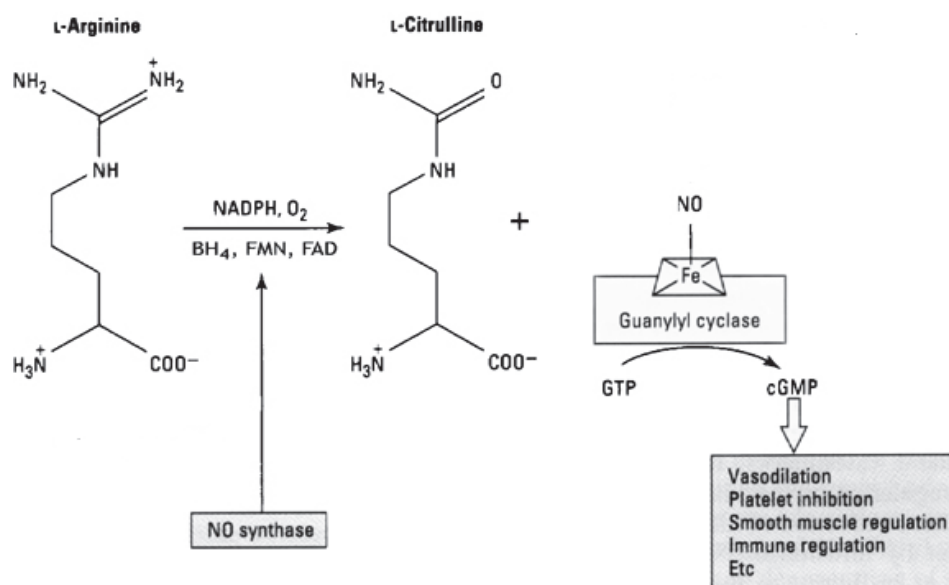 L-Arginine
NH₂
+
NH₂
NH
H₃N
+
COO⁻
NADPH, O₂
BH₄, FMN, FAD
NO synthase
L-Citrulline
NH₂
O
NH
H₃N
+
COO⁻
+
NO
Fe
Guanylyl cyclase
GTP
cGMP
Vasodilation
Platelet inhibition
Smooth muscle regulation
Immune regulation
Etc